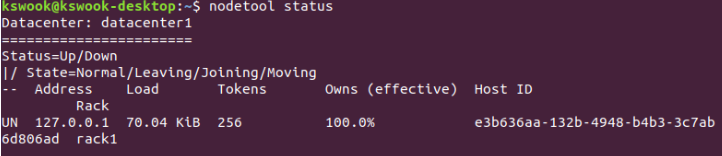 kswook@kswook-desktop:~$ nodetool status
Datacenter: datacenter1
=======================
Status=Up/Down
|/ State=Normal/Leaving/Joining/Moving
--  Address    Load       Tokens       Owns (effective)  Host ID
         Rack
UN  127.0.0.1  70.04 KiB  256          100.0%            e3b636aa-132b-4948-b4b3-3c7ab
6d806ad  rack1